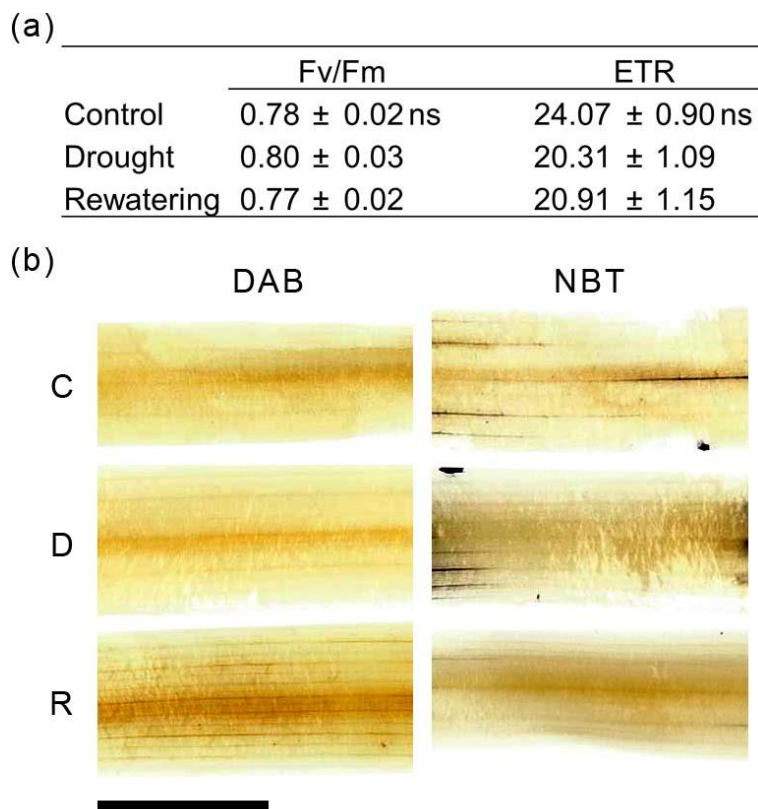 (a)
Fv/Fm ETR
Control 0.78 ± 0.02 ns 24.07 ± 0.90 ns
Drought 0.80 ± 0.03 20.31 ± 1.09
Rewatering 0.77 ± 0.02 20.91 ± 1.15
(b)
DAB NBT
C
D
R